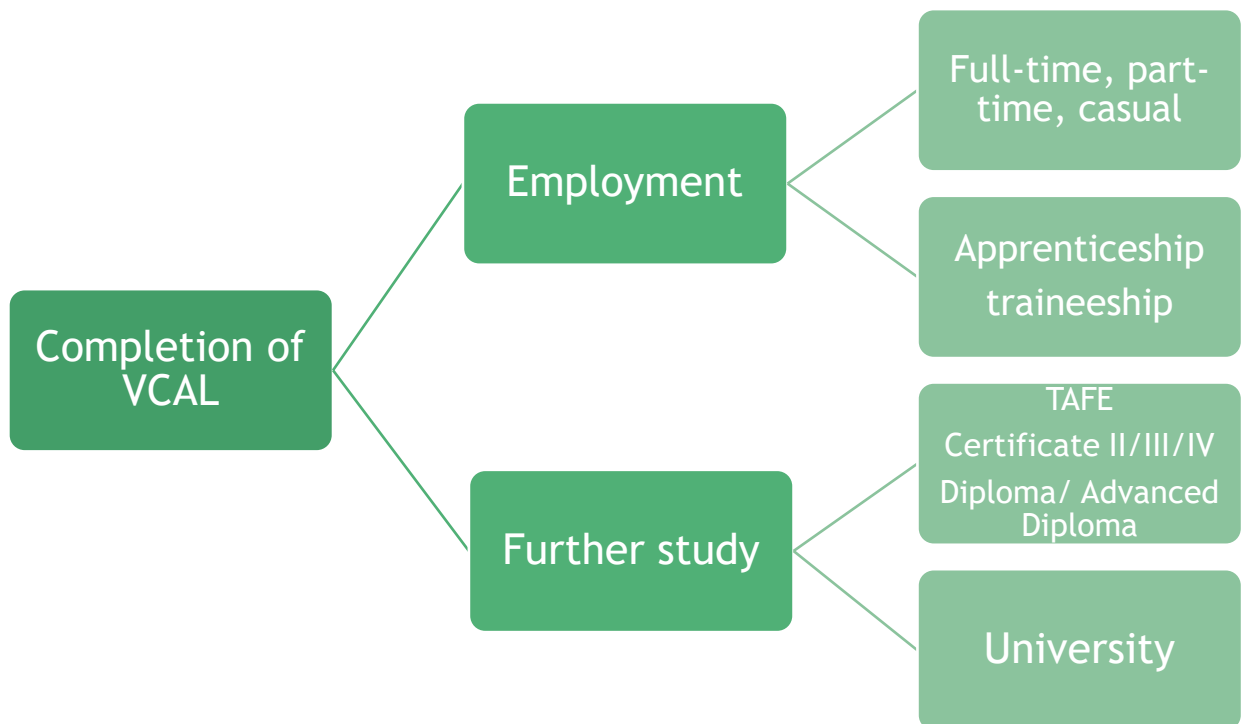 Completion of
VCAL
Employment
Further study
Full-time, part-
time, casual
Apprenticeship
traineeship
TAFE
Certificate II/III/IV
Diploma/ Advanced
Diploma
University